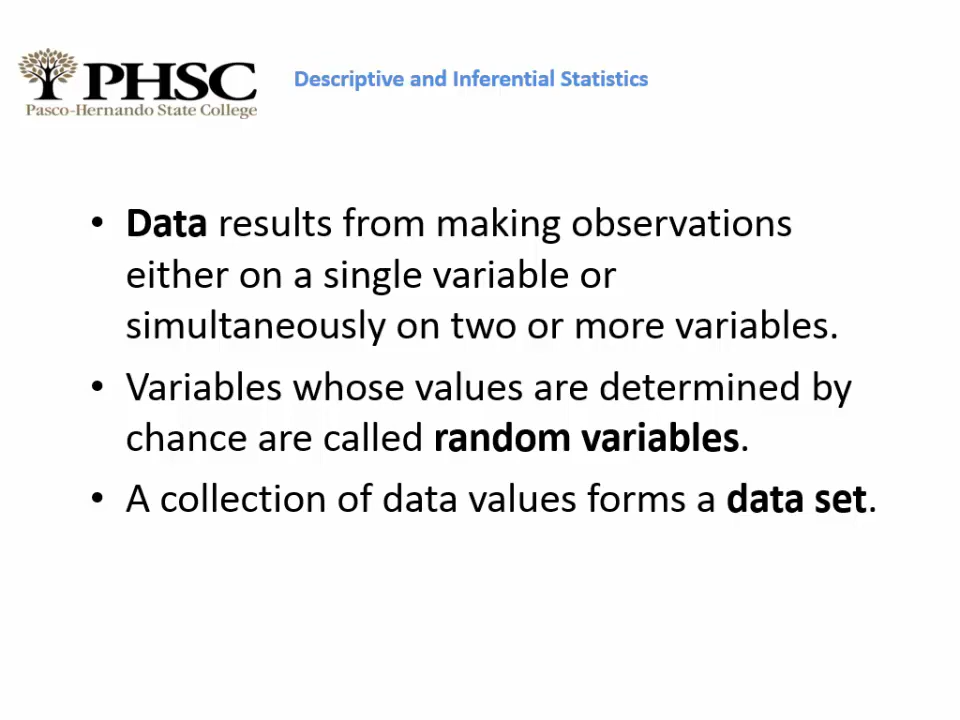 PHSC
Pasco-Hernando State College
Descriptive and Inferential Statistics
• Data results from making observations
either on a single variable or
simultaneously on two or more variables.
• Variables whose values are determined by
chance are called random variables.
• A collection of data values forms a data set.